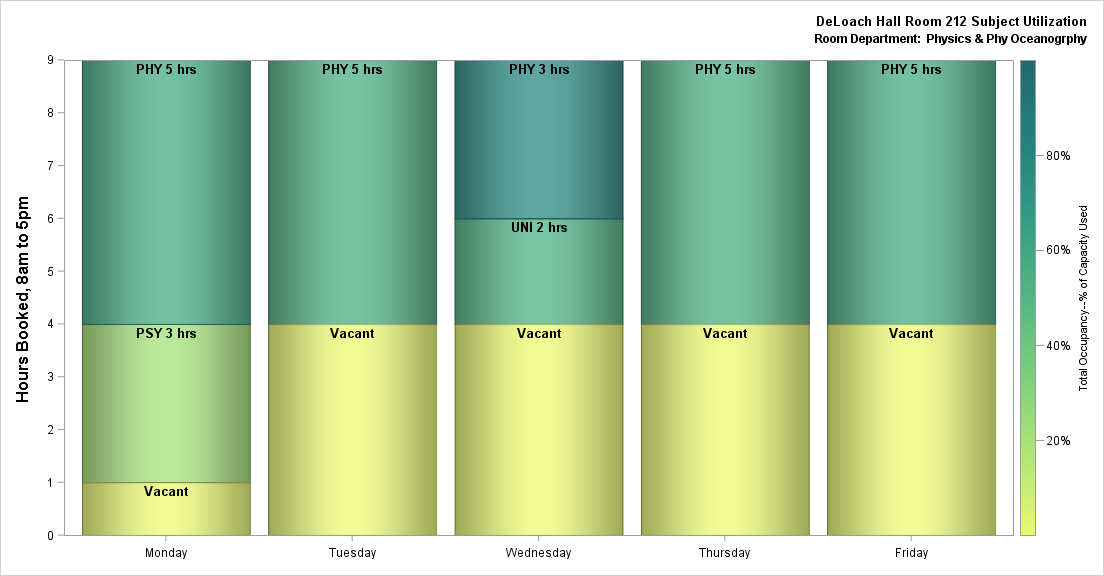 DeLoach Hall Room 212 Subject Utilization
Room Department: Physics & Phy Oceanogrphy
Hours Booked, 8am to 5pm
9
8
7
6
5
4
3
2
1
0
PHY 5 hrs
PSY 3 hrs
Vacant
PHY 5 hrs
Vacant
PHY 3 hrs
UNI 2 hrs
Vacant
PHY 5 hrs
Vacant
PHY 5 hrs
Vacant
Monday
Tuesday
Wednesday
Thursday
Friday
80%
60%
40%
20%
Total Occupancy--% of Capacity Used